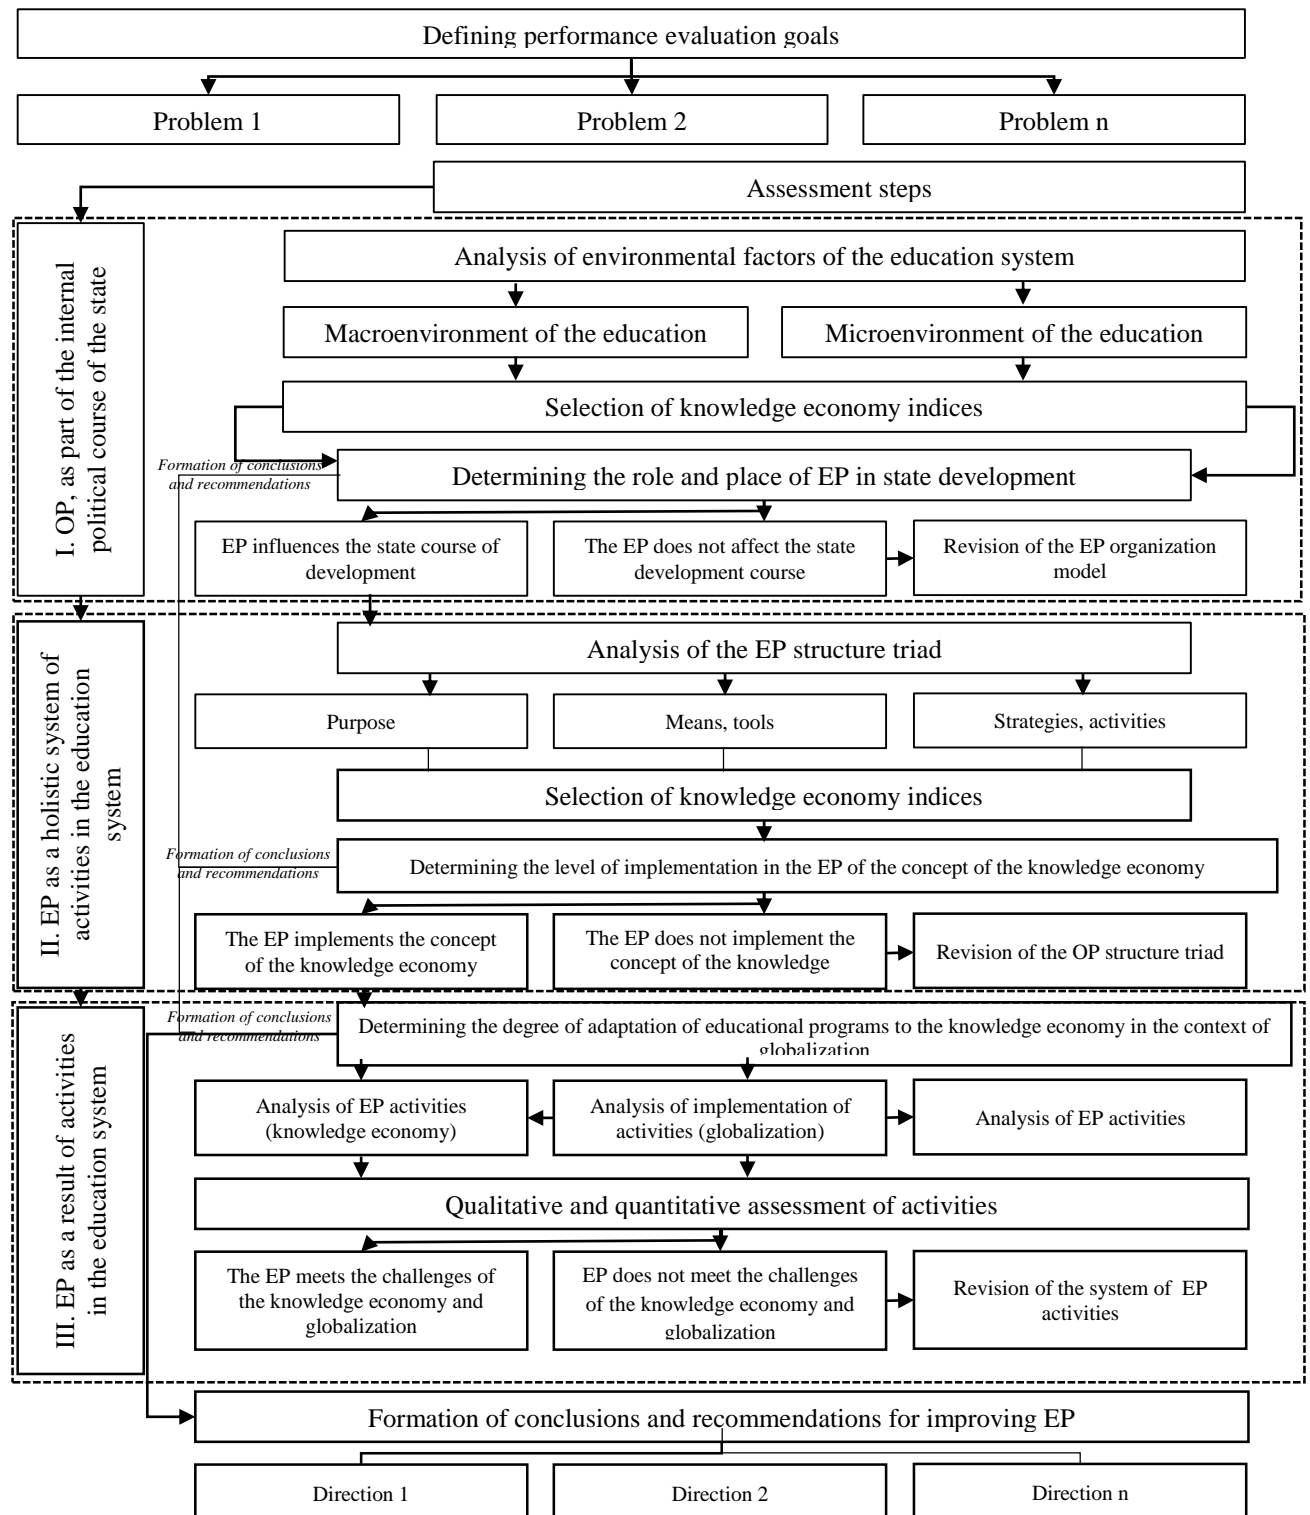 Defining performance evaluation goals
Problem 1
Problem 2
Problem n
Assessment steps
I. OP, as part of the internal
political course of the state
Analysis of environmental factors of the education system
Macroenvironment of the education
Microenvironment of the education
Selection of knowledge economy indices
Formation of conclusions
and recommendations
Determining the role and place of EP in state development
EP influences the state course of
development
The EP does not affect the state
development course
Revision of the EP organization
model
II. EP as a holistic system of
activities in the education
system
Analysis of the EP structure triad
Purpose
Means, tools
Strategies, activities
Selection of knowledge economy indices
Formation of conclusions
and recommendations
Determining the level of implementation in the EP of the concept of the knowledge economy
The EP implements the concept
of the knowledge economy
The EP does not implement the
concept of the knowledge
Revision of the OP structure triad
III. EP as a result of activities
in the education system
Formation of conclusions
and recommendations
Determining the degree of adaptation of educational programs to the knowledge economy in the context of
globalization
Analysis of EP activities
(knowledge economy)
Analysis of implementation of
activities (globalization)
Analysis of EP activities
Qualitative and quantitative assessment of activities
The EP meets the challenges of
the knowledge economy and
globalization
EP does not meet the challenges
of the knowledge economy and
globalization
Revision of the system of EP
activities
Formation of conclusions and recommendations for improving EP
Direction 1
Direction 2
Direction n